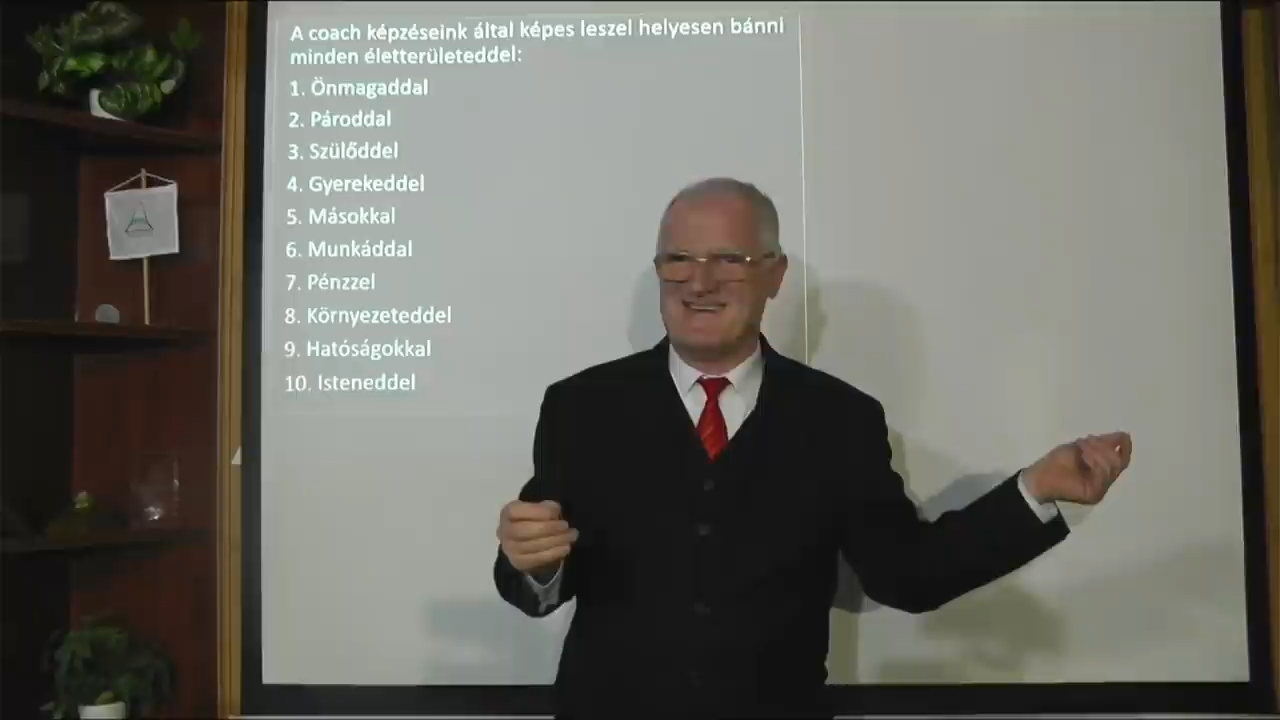 A coach képzéseink által képes leszel helyesen bánni
minden életterületeddel:
1. Önmagaddal
2. Pároddal
3. Szülőddel
4. Gyerekeddel
5. Másokkal
6. Munkáddal
7. Pénzzel
8. Környezeteddel
9. Hatóságokkal
10. Isteneddel